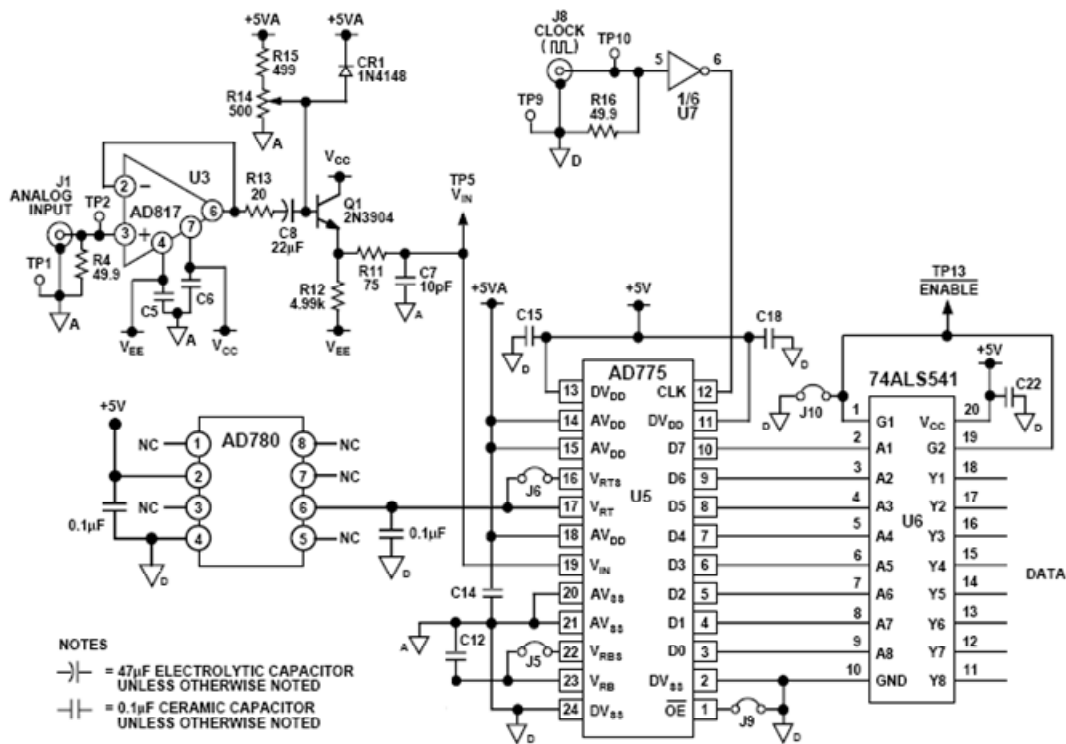 +5VA
R15
499
R14
500
A
+5VA
CR1
1N4148
J8
CLOCK
( )
TP10
5
6
1/6
U7
TP9
R16
49.9
D
J1
ANALOG
INPUT
TP2
TP1
R4
49.9
A
2
−
3
+
AD817
U3
6
7
4
C5
C6
A
VEE
VCC
R13
20
C8
22µF
VCC
Q1
2N3904
R12
4.99k
VEE
R11
75
C7
10pF
A
TP5
VIN
+5VA
C15
D
+5V
C18
D
TP13
ENABLE
+5V
C22
D
J10
D
+5V
0.1µF
D
AD780
NC
1
2
NC
3
4
8
NC
7
NC
6
5
NC
0.1µF
D
J6
C14
A
C12
J5
D
AD775
U5
13 DVDD
CLK 12
14 AVDD
DVDD 11
15 AVDD
D7 10
16 VRTS
D6 9
17 VRT
D5 8
18 AVDD
D4 7
19 VIN
D3 6
20 AVSS
D2 5
21 AVSS
D1 4
22 VRBS
D0 3
23 VRB
DVSS 2
24 DVSS
OE 1
J9
D
74ALS541
U6
1 G1
VCC 20
2 A1
G2 19
3 A2
Y1 18
4 A3
Y2 17
5 A4
Y3 16
6 A5
Y4 15
7 A6
Y5 14
8 A7
Y6 13
9 A8
Y7 12
10 GND
Y8 11
DATA
NOTES
= 47µF ELECTROLYTIC CAPACITOR
UNLESS OTHERWISE NOTED
= 0.1µF CERAMIC CAPACITOR
UNLESS OTHERWISE NOTED